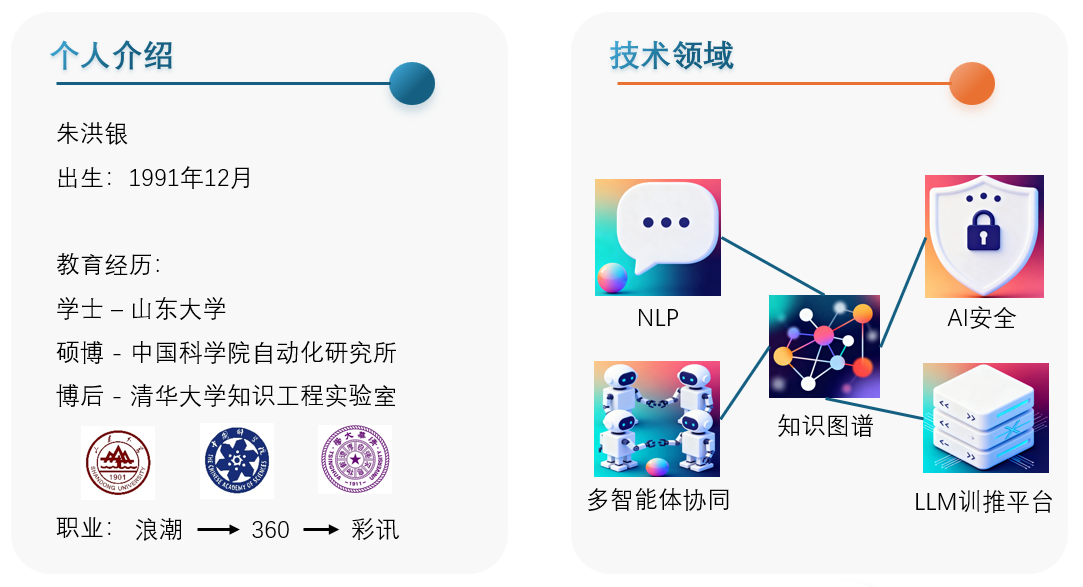 个人介绍
朱洪银
出生：1991年12月
教育经历：
学士 – 山东大学
硕博 - 中国科学院自动化研究所
博后 - 清华大学知识工程实验室
1901
SHANDONG UNIVERSITY
THE CHINESE ACADEMY OF SCIENCES
-1911-
职业： 浪潮 360 彩讯
技术领域
NLP
AI安全
知识图谱
多智能体协同
LLM训推平台